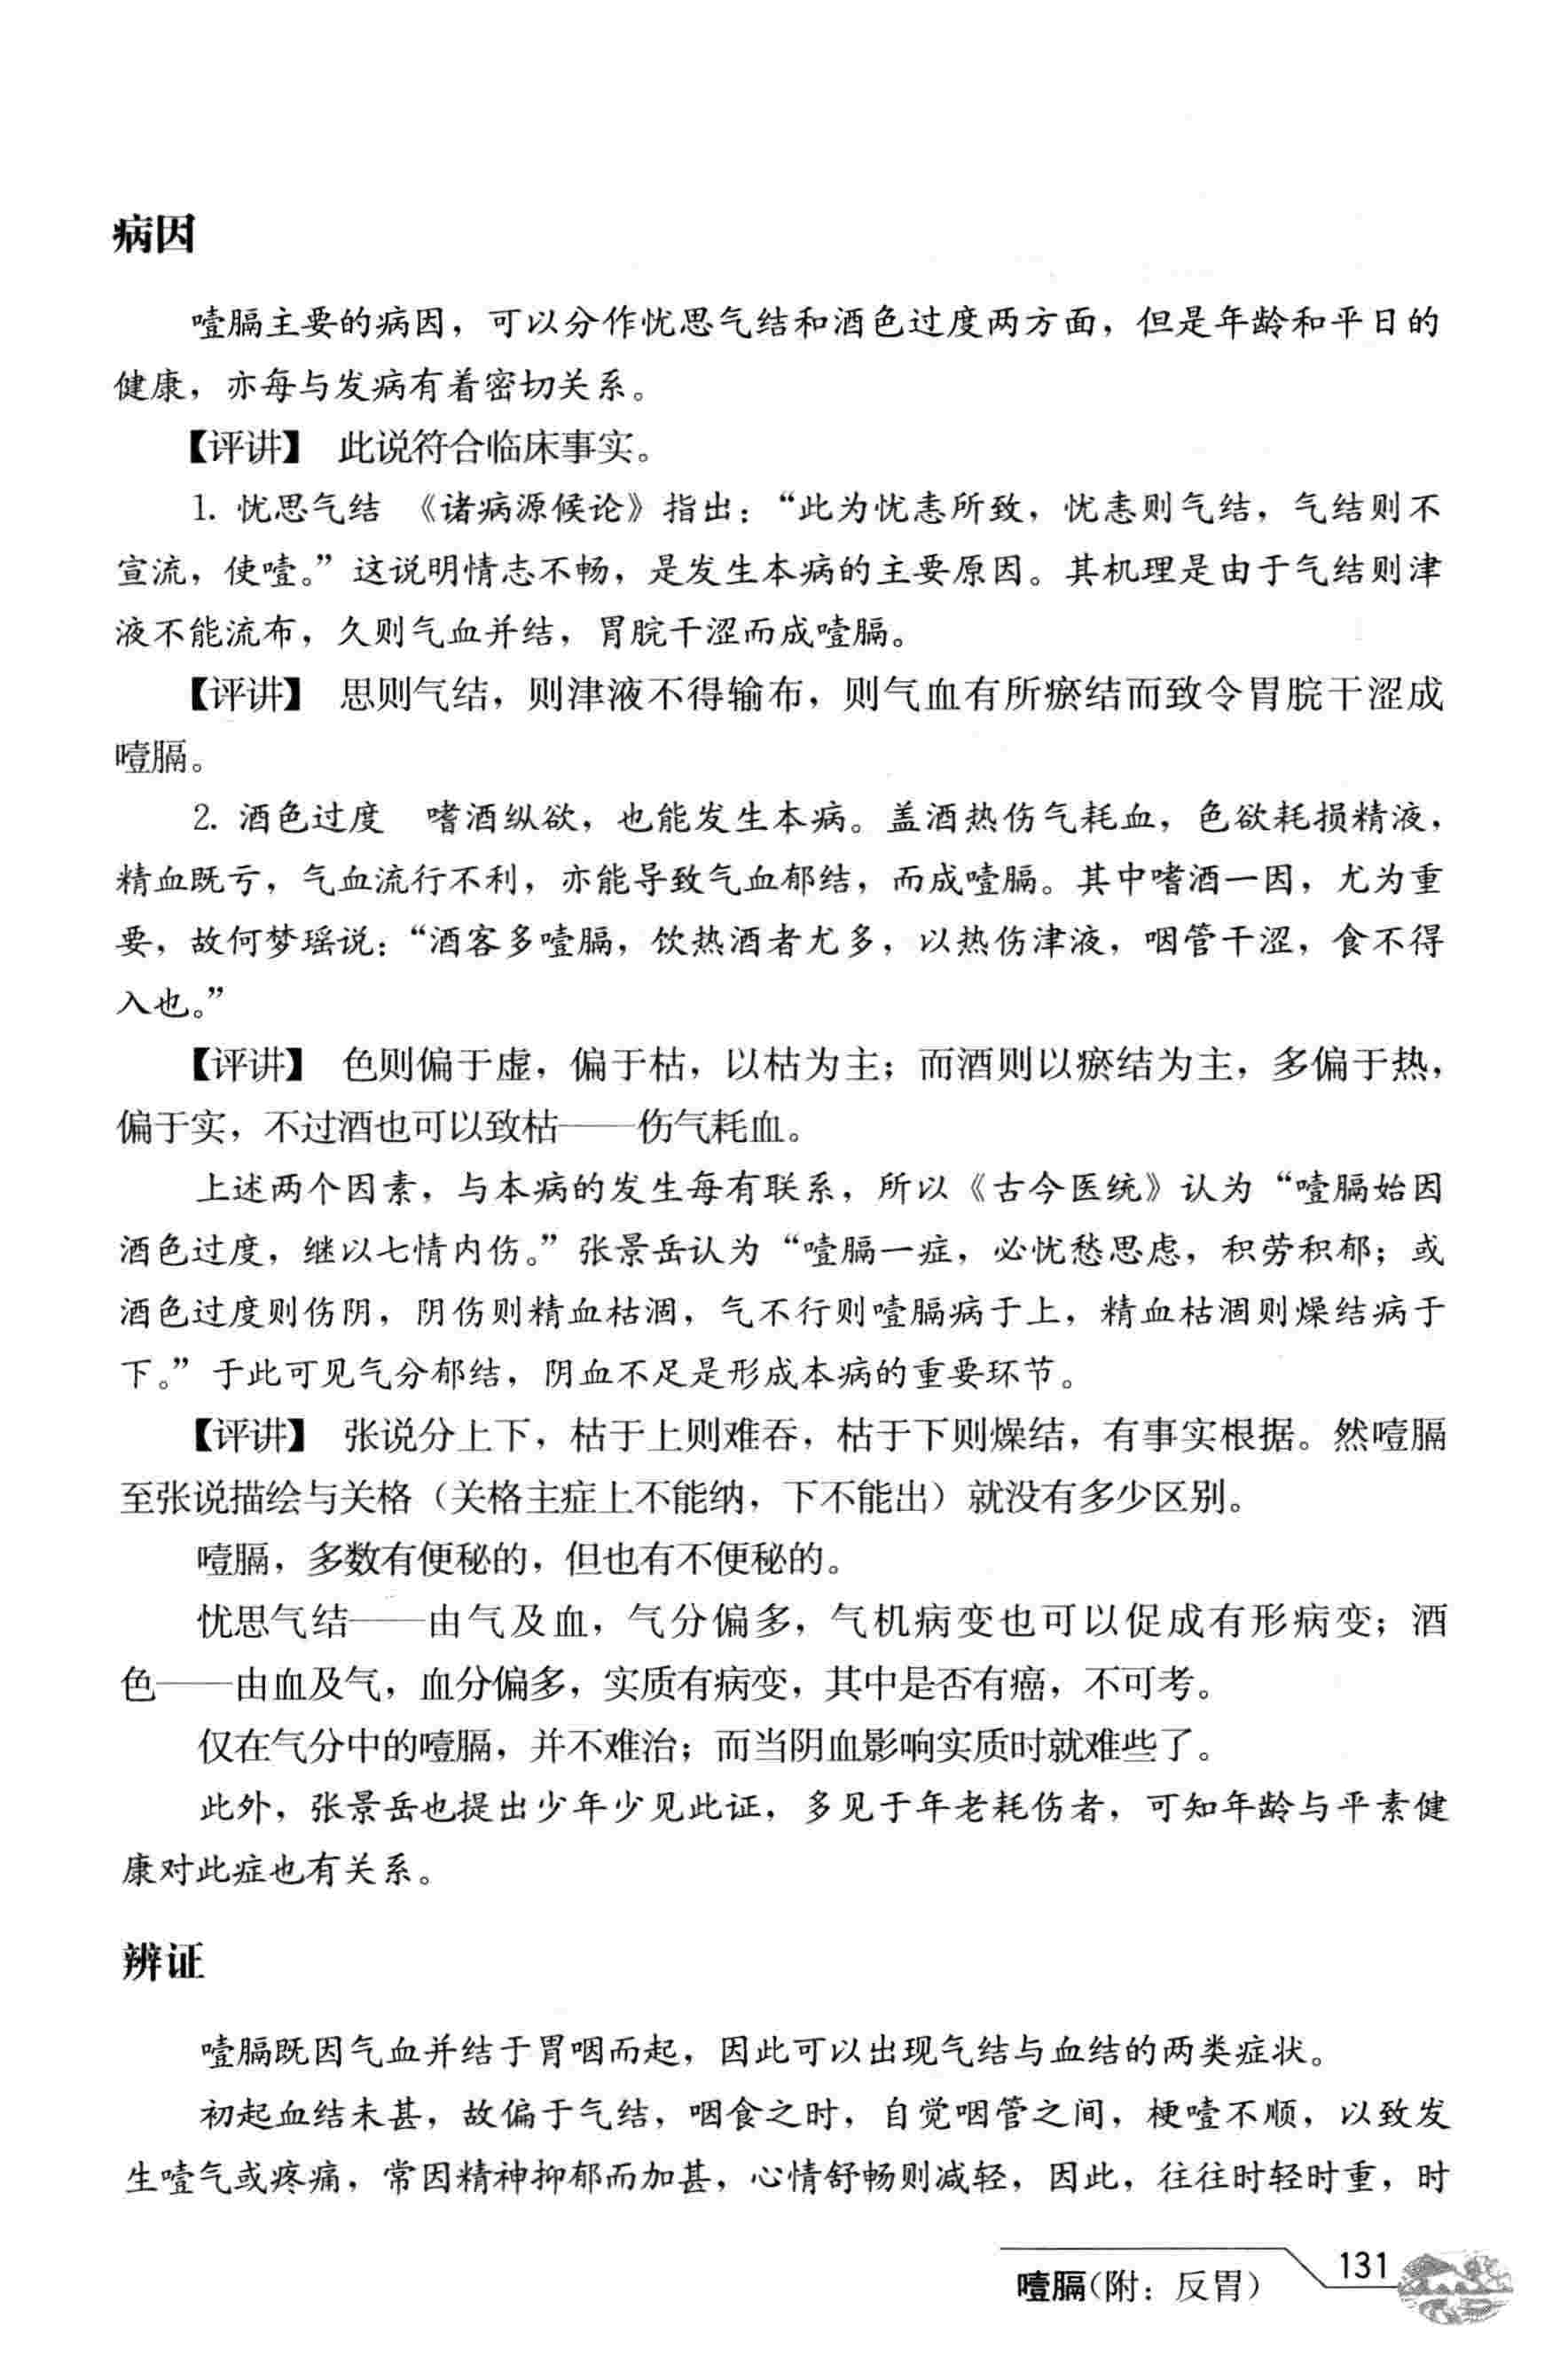 病因
噎膈主要的病因，可以分作忧思气结和酒色过度两方面，但是年龄和平日的
健康，亦每与发病有着密切关系。
【评讲】 此说符合临床事实。
1. 忧思气结 《诸病源候论》指出：“此为忧恚所致，忧恚则气结，气结则不
宣流，使噎。”这说明情志不畅，是发生本病的主要原因。其机理是由于气结则津
液不能流布，久则气血并结，胃脘干涩而成噎膈。
【评讲】 思则气结，则津液不得输布，则气血有所瘀结而致令胃脘干涩成
噎膈。
2. 酒色过度 嗜酒纵欲，也能发生本病。盖酒热伤气耗血，色欲耗损精液，
精血既亏，气血流行不利，亦能导致气血郁结，而成噎膈。其中嗜酒一因，尤为重
要，故何梦瑶说：“酒客多噎膈，饮热酒者尤多，以热伤津液，咽管干涩，食不得
入也。”
【评讲】 色则偏于虚，偏于枯，以枯为主；而酒则以瘀结为主，多偏于热，
偏于实，不过酒也可以致枯——伤气耗血。
上述两个因素，与本病的发生每有联系，所以《古今医统》认为“噎膈始因
酒色过度，继以七情内伤。”张景岳认为“噎膈一症，必忧愁思虑，积劳积郁；或
酒色过度则伤阴，阴伤则精血枯涸，气不行则噎膈病于上，精血枯涸则燥结病于
下。”于此可见气分郁结，阴血不足是形成本病的重要环节。
【评讲】 张说分上下，枯于上则难吞，枯于下则燥结，有事实根据。然噎膈
至张说描绘与关格（关格主症上不能纳，下不能出）就没有多少区别。
噎膈，多数有便秘的，但也有不便秘的。
忧思气结——由气及血，气分偏多，气机病变也可以促成有形病变；酒
色——由血及气，血分偏多，实质有病变，其中是否有癌，不可考。
仅在气分中的噎膈，并不难治；而当阴血影响实质时就难些了。
此外，张景岳也提出少年少见此证，多见于年老耗伤者，可知年龄与平素健
康对此症也有关系。
辨证
噎膈既因气血并结于胃咽而起，因此可以出现气结与血结的两类症状。
初起血结未甚，故偏于气结，咽食之时，自觉咽管之间，梗噎不顺，以致发
生噎气或疼痛，常因精神抑郁而加甚，心情舒畅则减轻，因此，往往时轻时重，时
噎膈(附：反胃) 131